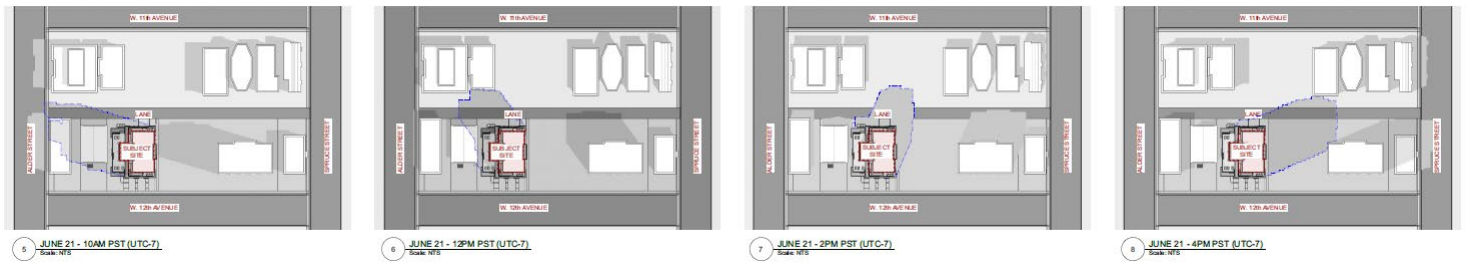 W. 11th AVENUE
LANE
ALDER STREET
SUBJECT
SITE
SPRUCE STREET
W. 12th AVENUE
5
JUNE 21 - 10AM PST (UTC-7)
Scale: NTS
W. 11th AVENUE
LANE
ALDER STREET
SUBJECT
SITE
SPRUCE STREET
W. 12th AVENUE
6
JUNE 21 - 12PM PST (UTC-7)
Scale: NTS
W. 11th AVENUE
LANE
ALDER STREET
SUBJECT
SITE
SPRUCE STREET
W. 12th AVENUE
7
JUNE 21 - 2PM PST (UTC-7)
Scale: NTS
W. 11th AVENUE
LANE
ALDER STREET
SUBJECT
SITE
SPRUCE STREET
W. 12th AVENUE
8
JUNE 21 - 4PM PST (UTC-7)
Scale: NTS